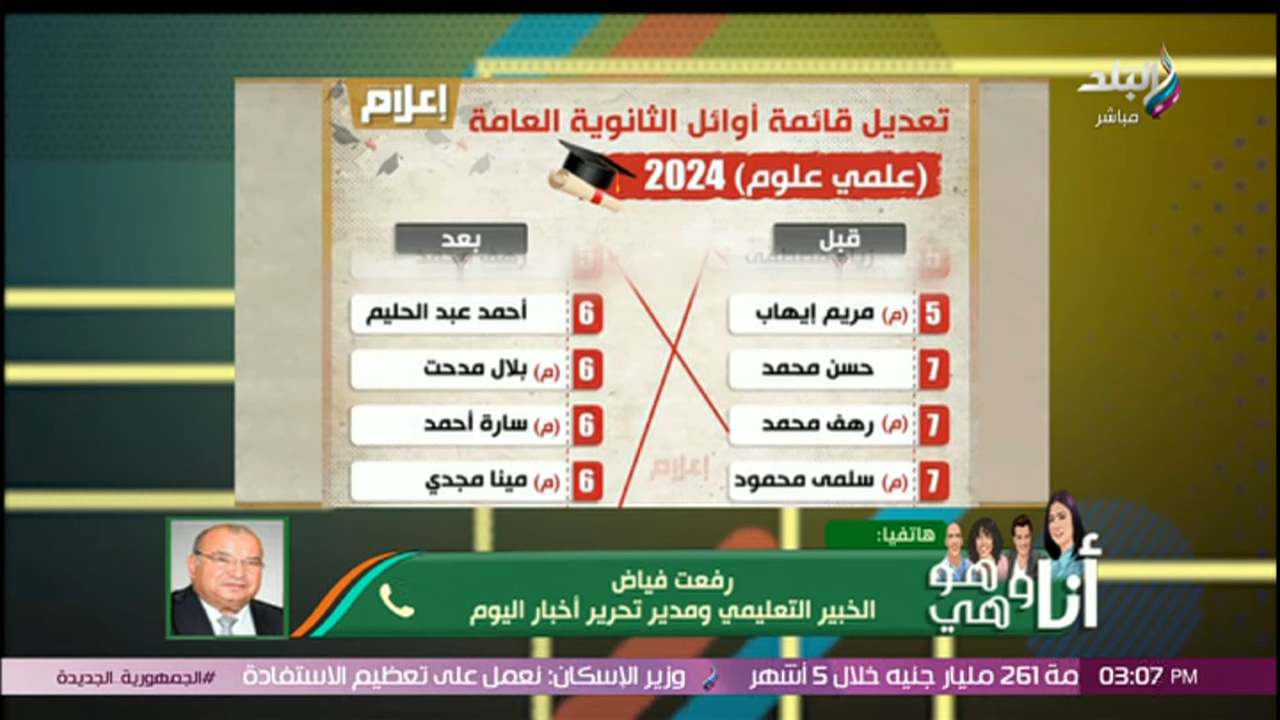 البلد
مباشر
إعلام
تعديل قائمة أوائل الثانوية العامة
(علمي علوم) 2024
قبل
بعد
5 (م) مريم إيهاب
7 حسن محمد
7 (م) رهف محمد
7 (م) سلمى محمود
6 أحمد عبد الحليم
6 (م) بلال مدحت
6 (م) سارة أحمد
6 (م) مينا مجدي
إعلام
هاتفيا:
أنا وهو وهي
رفعت فياض
الخبير التعليمي ومدير تحرير أخبار اليوم
03:07 PM
مة 261 مليار جنيه خلال 5 أشهر
وزير الإسكان: نعمل على تعظيم الاستفادة
#الجمهورية_الجديدة